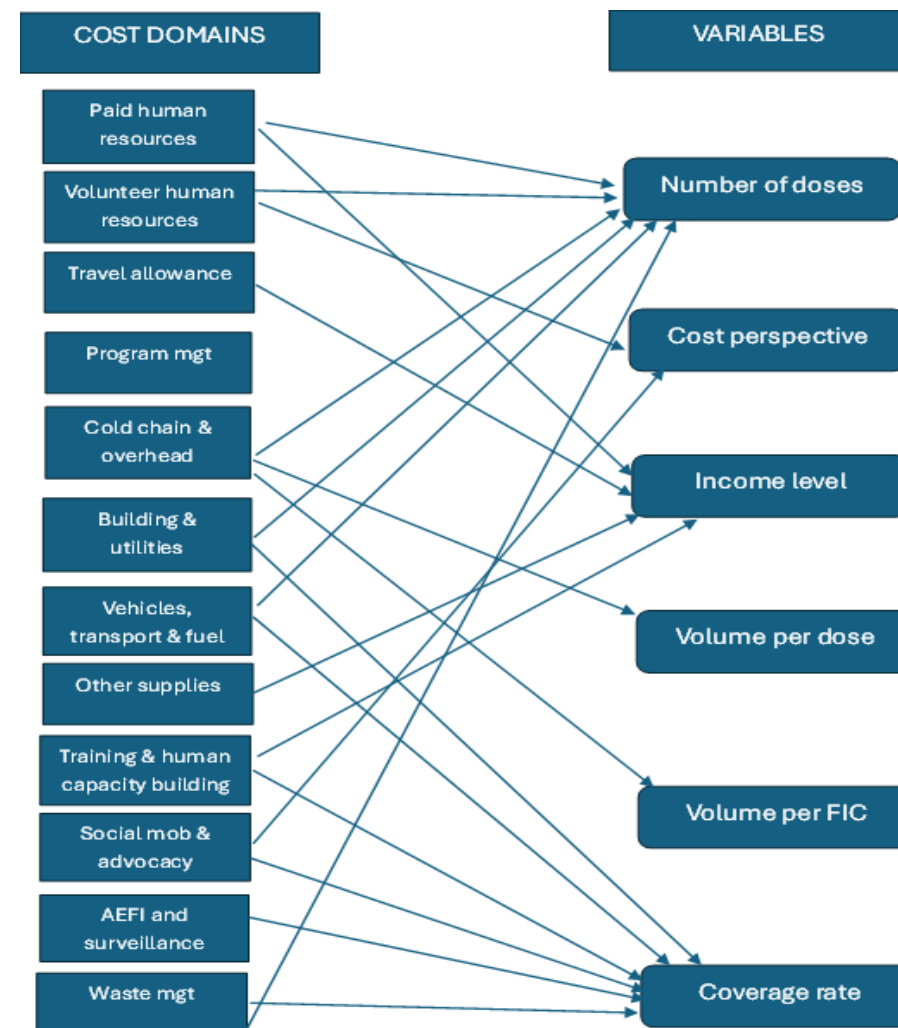 COST DOMAINS
VARIABLES
Paid human
resources
Volunteer human
resources
Travel allowance
Program mgt
Cold chain &
overhead
Building &
utilities
Vehicles,
transport & fuel
Other supplies
Training & human
capacity building
Social mob &
advocacy
AEFI and
surveillance
Waste mgt
Number of doses
Cost perspective
Income level
Volume per dose
Volume per FIC
Coverage rate